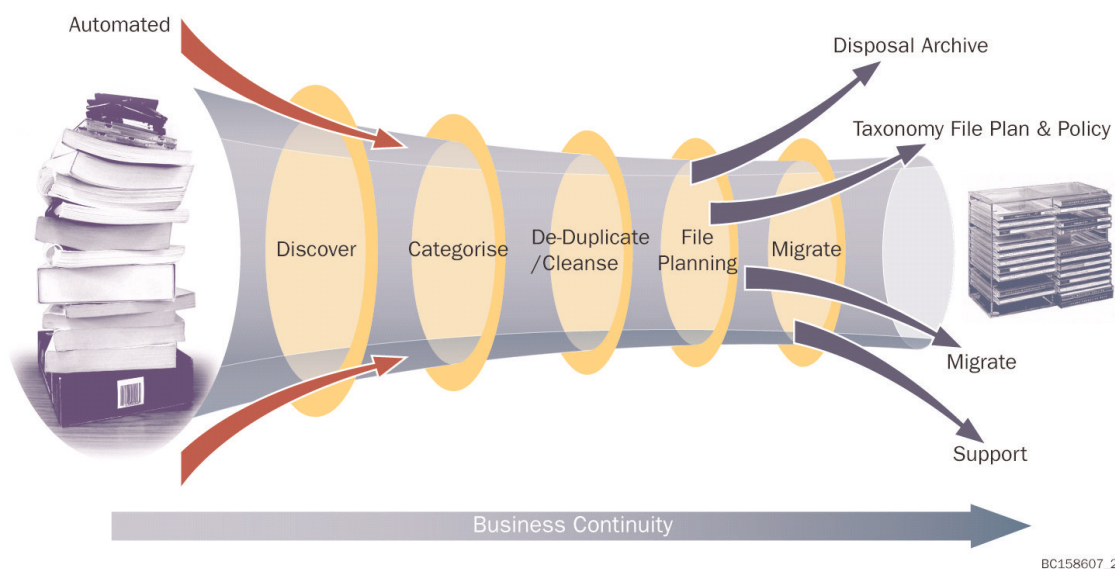 Automated
Disposal Archive
Taxonomy File Plan & Policy
Discover
Categorise
De-Duplicate
/Cleanse
File
Planning
Migrate
Migrate
Support
Business Continuity
BC158607_2